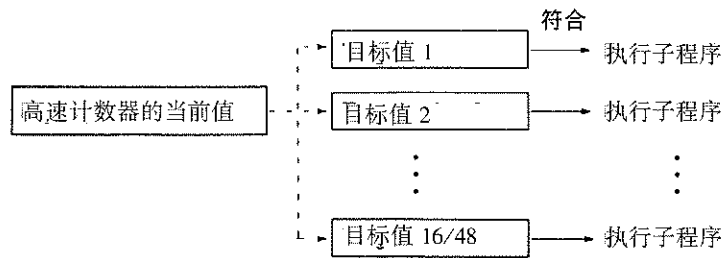 符合
目标值 1
执行子程序
高速计数器的当前值
目标值 2
执行子程序
目标值 16/48
执行子程序